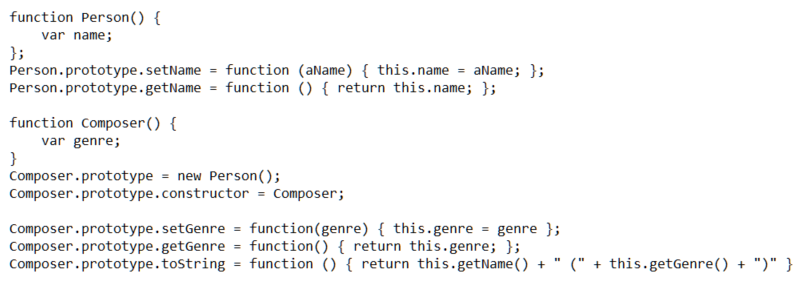 function Person() {
    var name;
};
Person.prototype.setName = function (aName) { this.name = aName; };
Person.prototype.getName = function () { return this.name; };

function Composer() {
    var genre;
}
Composer.prototype = new Person();
Composer.prototype.constructor = Composer;

Composer.prototype.setGenre = function(genre) { this.genre = genre };
Composer.prototype.getGenre = function() { return this.genre; };
Composer.prototype.toString = function () { return this.getName() + " (" + this.getGenre() + ")" }